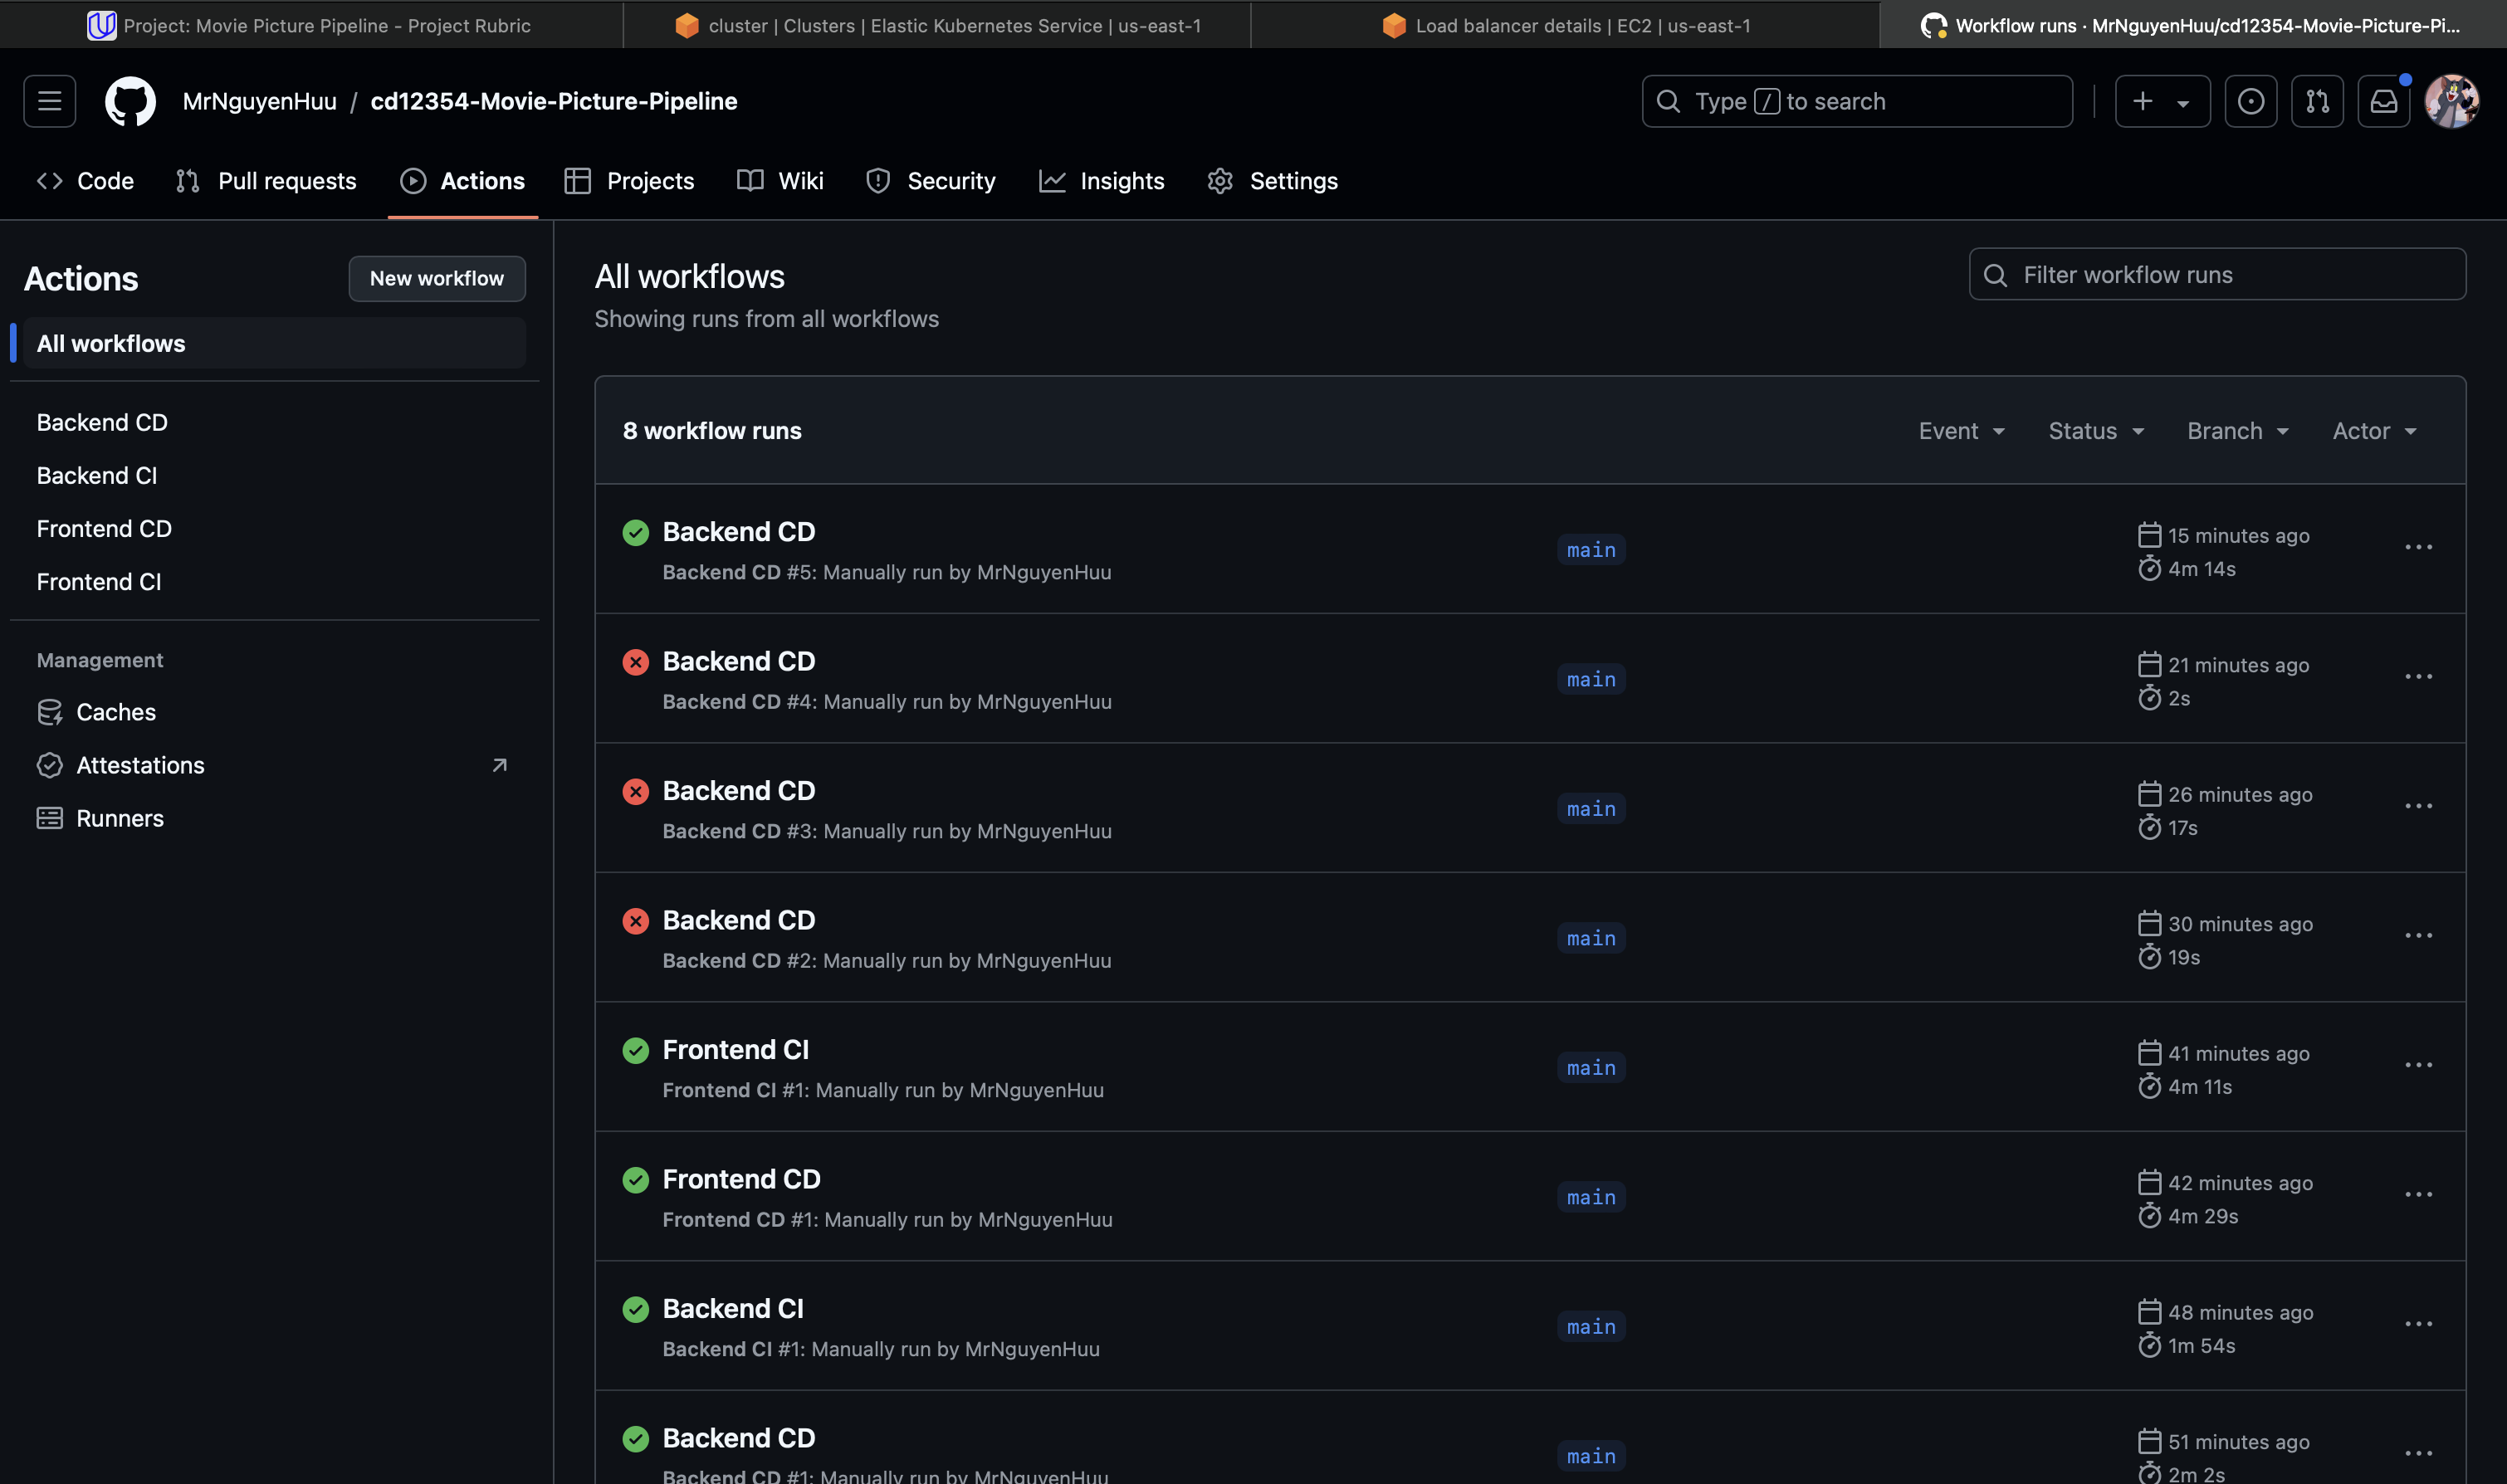 Project: Movie Picture Pipeline - Project Rubric
cluster | Clusters | Elastic Kubernetes Service | us-east-1
Load balancer details | EC2 | us-east-1
Workflow runs · MrNguyenHuu/cd12354-Movie-Picture-Pi...
MrNguyenHuu / cd12354-Movie-Picture-Pipeline
Type / to search
Code
Pull requests
Actions
Projects
Wiki
Security
Insights
Settings
Actions
New workflow
All workflows
Backend CD
Backend CI
Frontend CD
Frontend CI
Management
Caches
Attestations
Runners
All workflows
Showing runs from all workflows
Filter workflow runs
8 workflow runs
Event
Status
Branch
Actor
Backend CD
Backend CD #5: Manually run by MrNguyenHuu
main
15 minutes ago
4m 14s
Backend CD
Backend CD #4: Manually run by MrNguyenHuu
main
21 minutes ago
2s
Backend CD
Backend CD #3: Manually run by MrNguyenHuu
main
26 minutes ago
17s
Backend CD
Backend CD #2: Manually run by MrNguyenHuu
main
30 minutes ago
19s
Frontend CI
Frontend CI #1: Manually run by MrNguyenHuu
main
41 minutes ago
4m 11s
Frontend CD
Frontend CD #1: Manually run by MrNguyenHuu
main
42 minutes ago
4m 29s
Backend CI
Backend CI #1: Manually run by MrNguyenHuu
main
48 minutes ago
1m 54s
Backend CD
Backend CD #1: Manually run by MrNguyenHuu
main
51 minutes ago
2m 2s